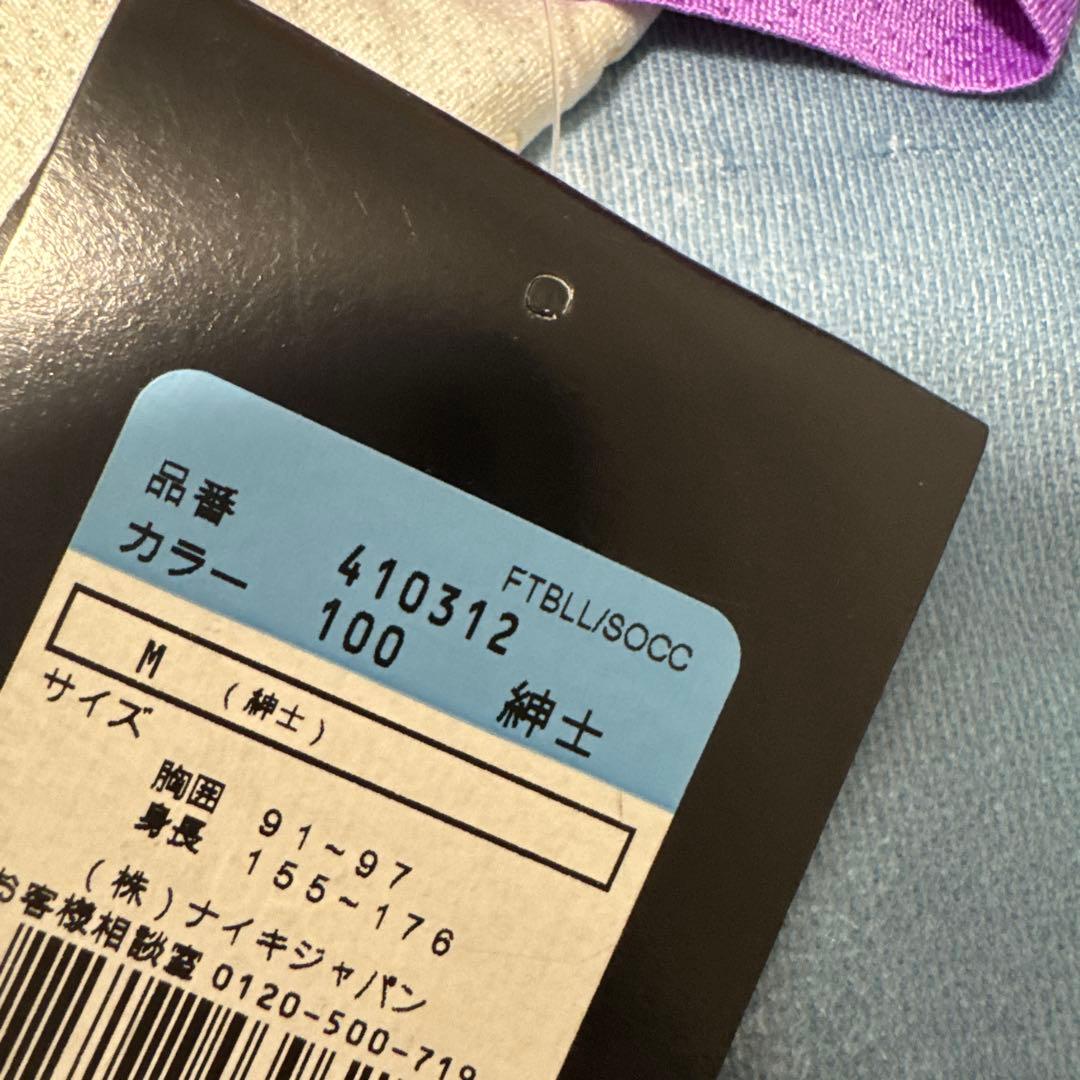 FTBLL/SOCC
品番 410312
カラー 100 紳士
M (紳士)
サイズ
胸囲 91~97
身長 155~176
(株)ナイキジャパン
お客様相談室 0120-500-719